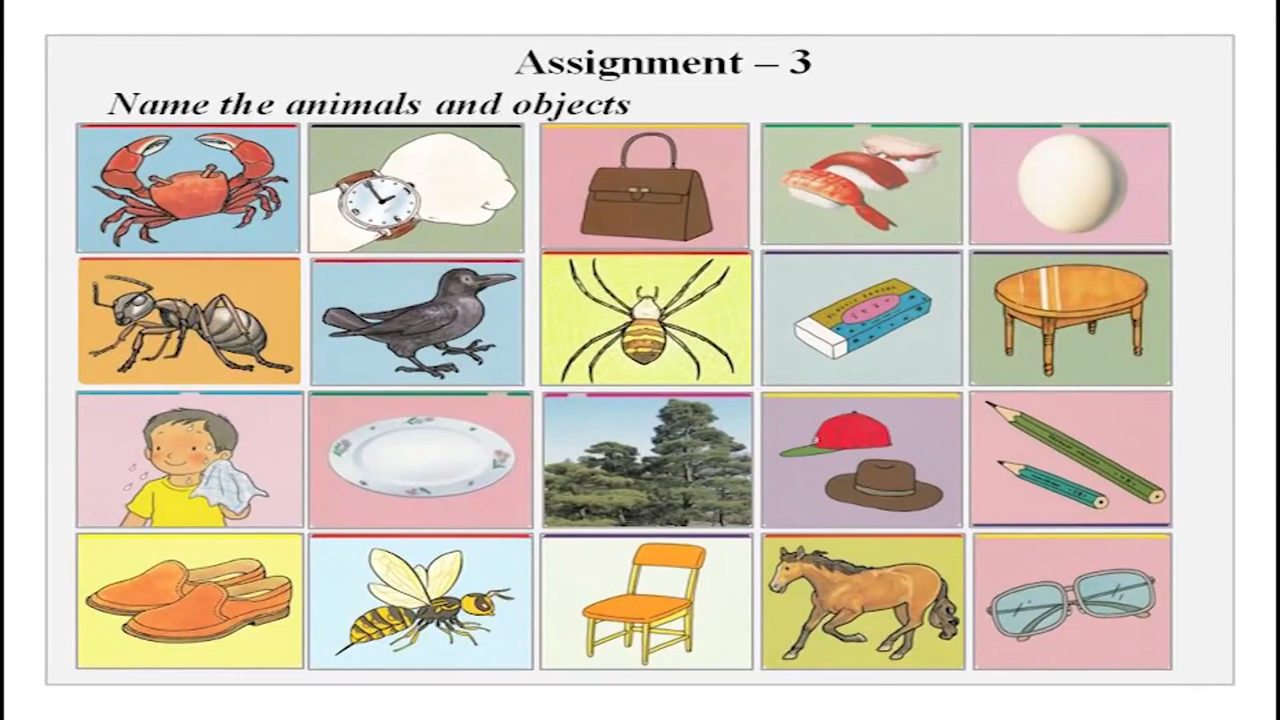 Assignment – 3
Name the animals and objects